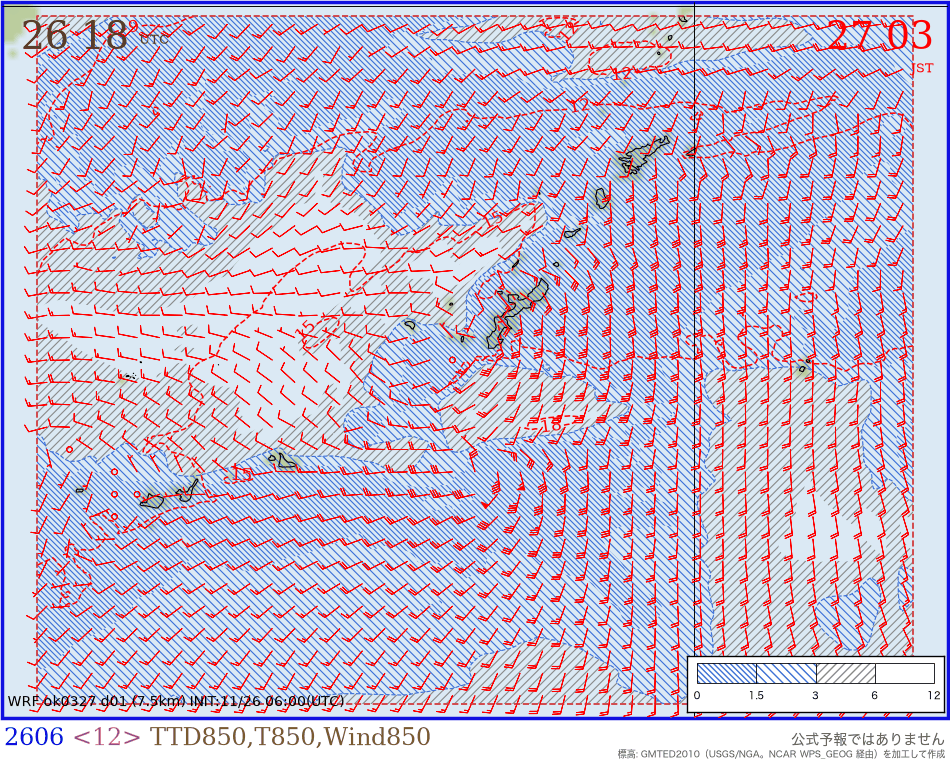 26 18⁹UTC
27 03
JST
12
12
15
15
18
15
0 1.5 3 6 12
WRF ok0327 d01 (7.5km) INIT:11/26 06:00(UTC)
2606 <12> TTD850,T850,Wind850
公式予報ではありません
標高: GMTED2010（USGS/NGA。NCAR WPS_GEOG 経由）を加工して作成